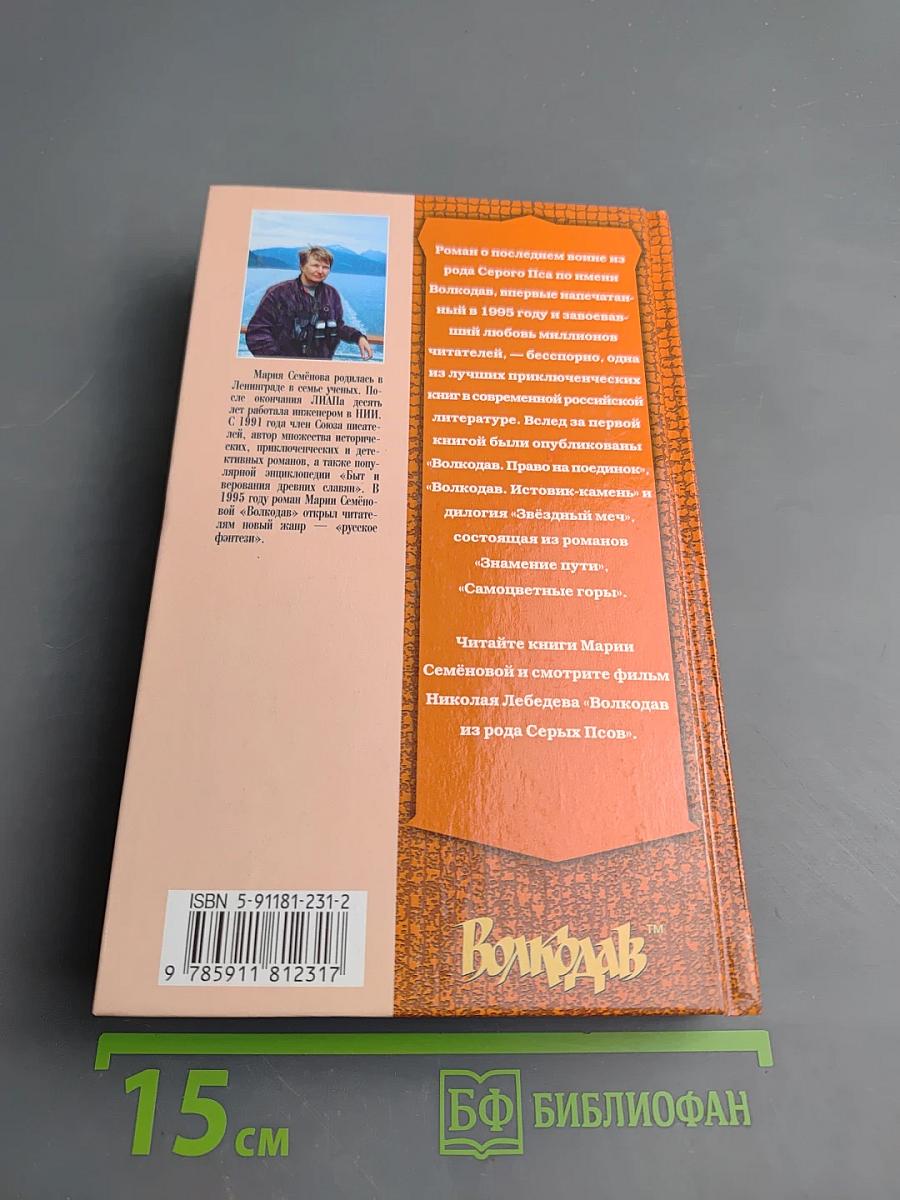 Мария Семёнова родилась в
Ленинграде в семье ученых. По-
сле окончания ЛИАПа десять
лет работала инженером в НИИ.
С 1991 года член Союза писате-
лей, автор множества историче-
ских, приключенческих и дете-
ктивных романов, а также попу-
лярной энциклопедии «Быт и
верования древних славян». В
1995 году роман Марии Семёно-
вой «Волкодав» открыл читате-
лям новый жанр — «русское
фэнтези».
Роман о последнем воине из
рода Серого Пса по имени
Волкодав, впервые напечатан-
ный в 1995 году и завоевав-
ший любовь миллионов
читателей, — бесспорно, одна
из лучших приключенческих
книг в современной российской
литературе. Вслед за первой
книгой были опубликованы
«Волкодав. Право на поединок»,
«Волкодав. Истовик-камень» и
дилогия «Звёздный меч»,
состоящая из романов
«Знамение пути»,
«Самоцветные горы».
Читайте книги Марии
Семёновой и смотрите фильм
Николая Лебедева «Волкодав
из рода Серых Псов».
ISBN 5-91181-231-2
9 785911 812317
Волкодав™
15 см
БФ БИБЛИОФАН